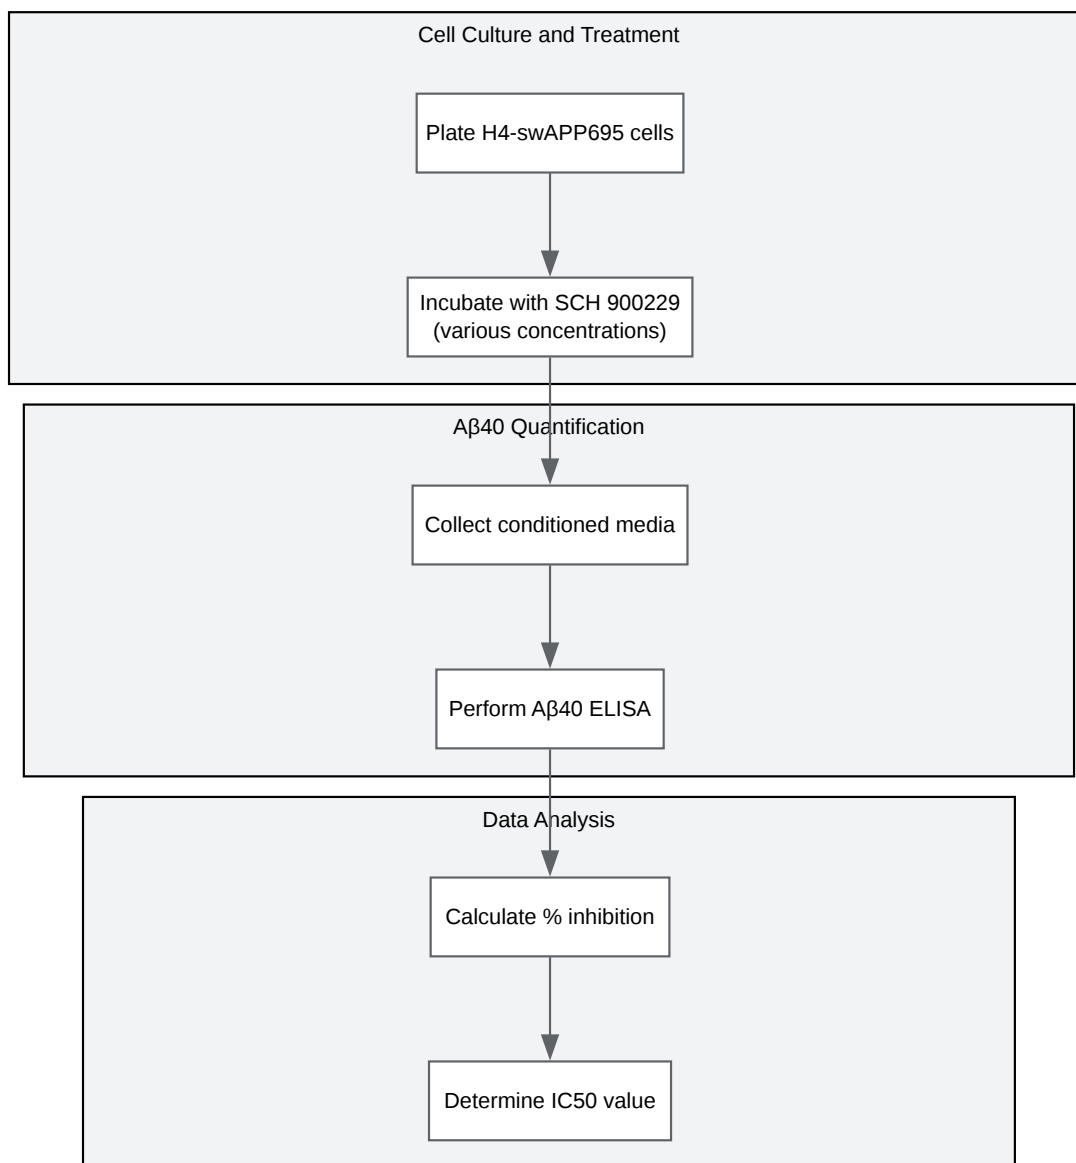 Cell Culture and Treatment
Plate H4-swAPP695 cells
Incubate with SCH 900229
(various concentrations)
Aβ40 Quantification
Collect conditioned media
Perform Aβ40 ELISA
Data Analysis
Calculate % inhibition
Determine IC50 value